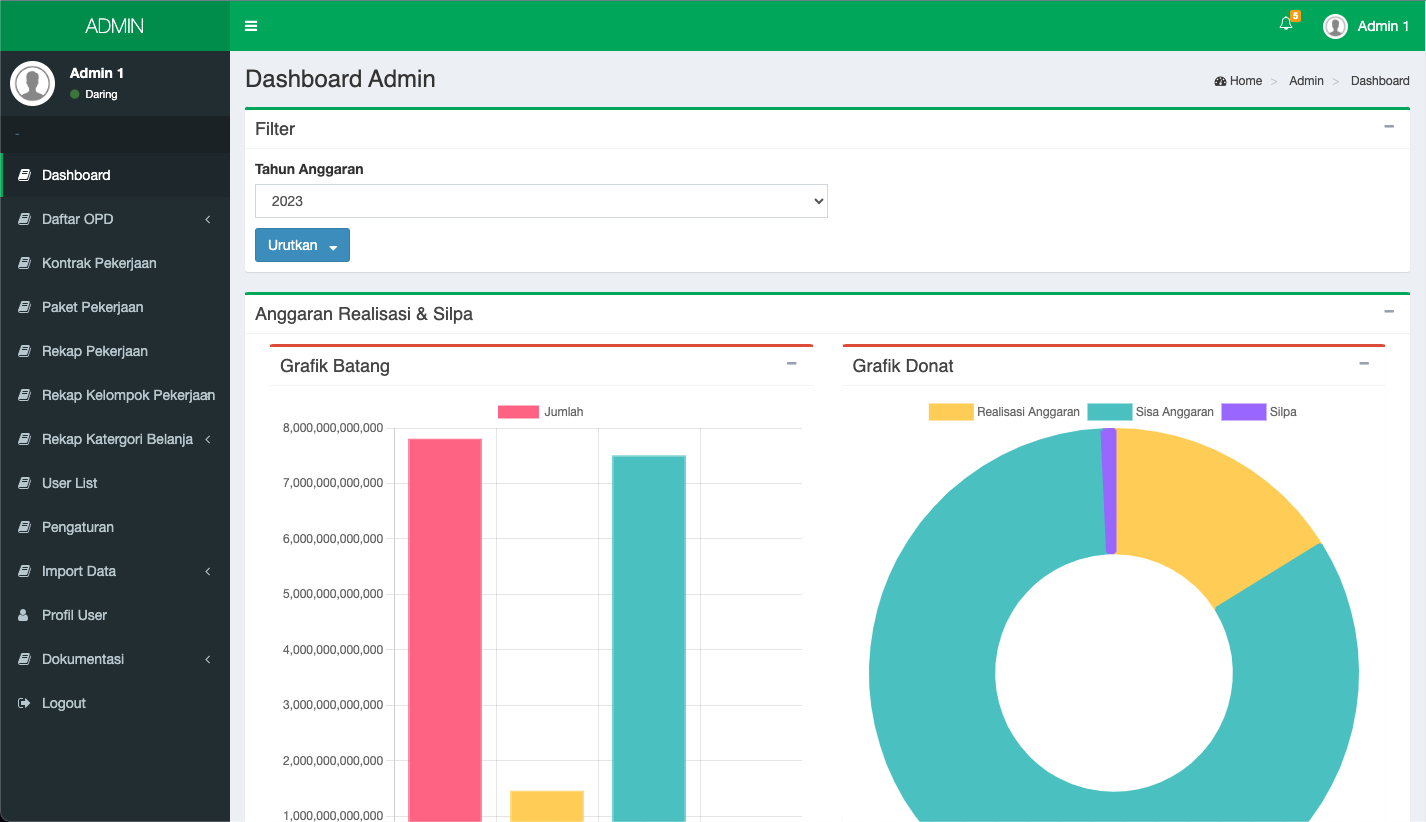 ADMIN
5
Admin 1
Admin 1
Daring
-
Dashboard
Daftar OPD
Kontrak Pekerjaan
Paket Pekerjaan
Rekap Pekerjaan
Rekap Kelompok Pekerjaan
Rekap Katergori Belanja
User List
Pengaturan
Import Data
Profil User
Dokumentasi
Logout
Dashboard Admin
Home > Admin > Dashboard
Filter
Tahun Anggaran
2023
Urutkan
Anggaran Realisasi & Silpa
Grafik Batang
Jumlah
8,000,000,000,000
7,000,000,000,000
6,000,000,000,000
5,000,000,000,000
4,000,000,000,000
3,000,000,000,000
2,000,000,000,000
1,000,000,000,000
Grafik Donat
Realisasi Anggaran Sisa Anggaran Silpa